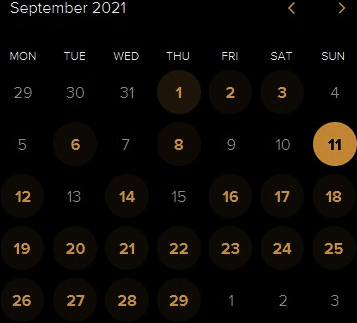 September 2021
MON TUE WED THU FRI SAT SUN
29 30 31 1 2 3 4
5 6 7 8 9 10 11
12 13 14 15 16 17 18
19 20 21 22 23 24 25
26 27 28 29 1 2 3